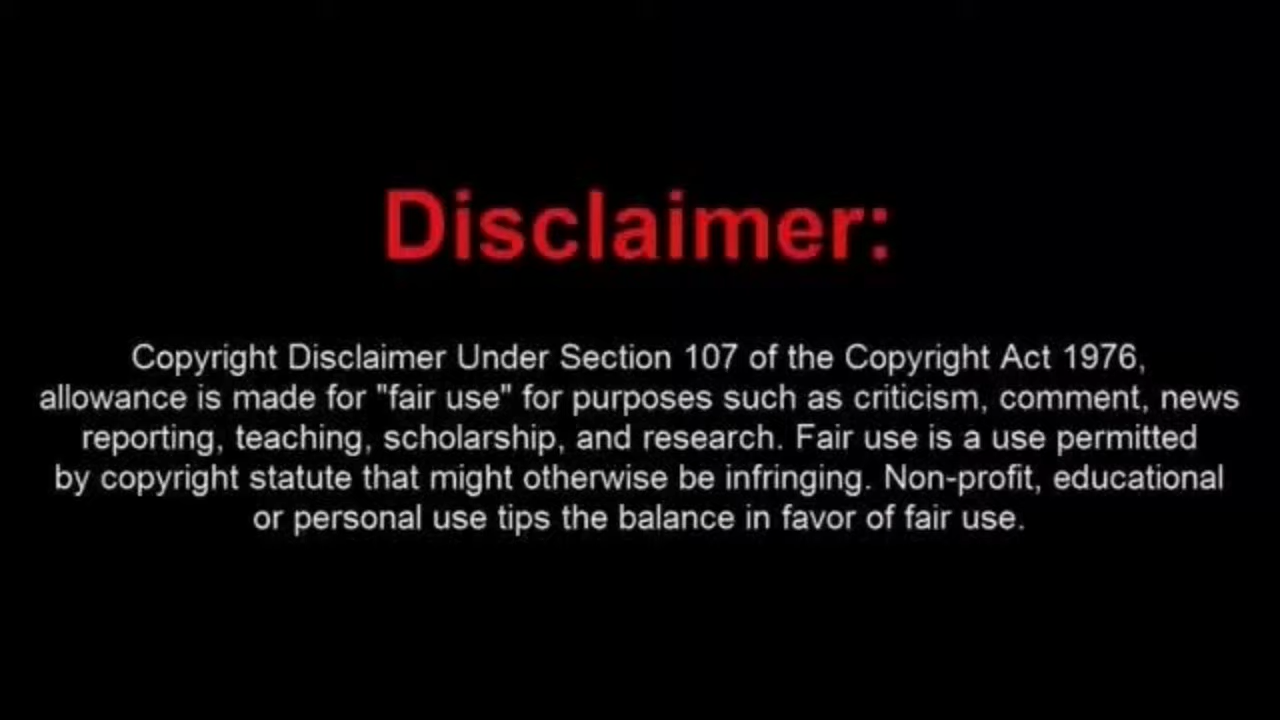 Disclaimer:
Copyright Disclaimer Under Section 107 of the Copyright Act 1976,
allowance is made for "fair use" for purposes such as criticism, comment, news
reporting, teaching, scholarship, and research. Fair use is a use permitted
by copyright statute that might otherwise be infringing. Non-profit, educational
or personal use tips the balance in favor of fair use.